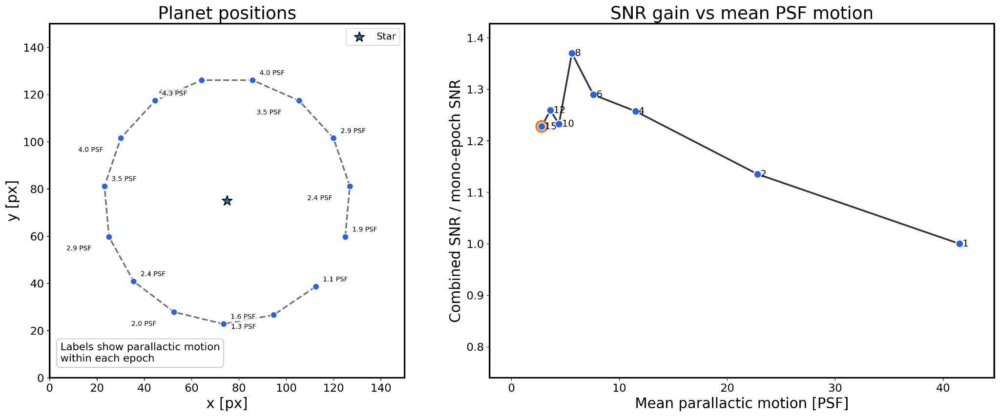 Planet positions
Star
4.0 PSF
4.3 PSF
3.5 PSF
2.9 PSF
4.0 PSF
3.5 PSF
2.4 PSF
1.9 PSF
2.9 PSF
2.4 PSF
1.1 PSF
1.6 PSF
2.0 PSF
1.3 PSF
Labels show parallactic motion
within each epoch
140
120
100
80
60
40
20
0
0 20 40 60 80 100 120 140
x [px]
y [px]
SNR gain vs mean PSF motion
8
6
12
4
15
10
2
1
1.4
1.3
1.2
1.1
1.0
0.9
0.8
0 10 20 30 40
Mean parallactic motion [PSF]
Combined SNR / mono-epoch SNR